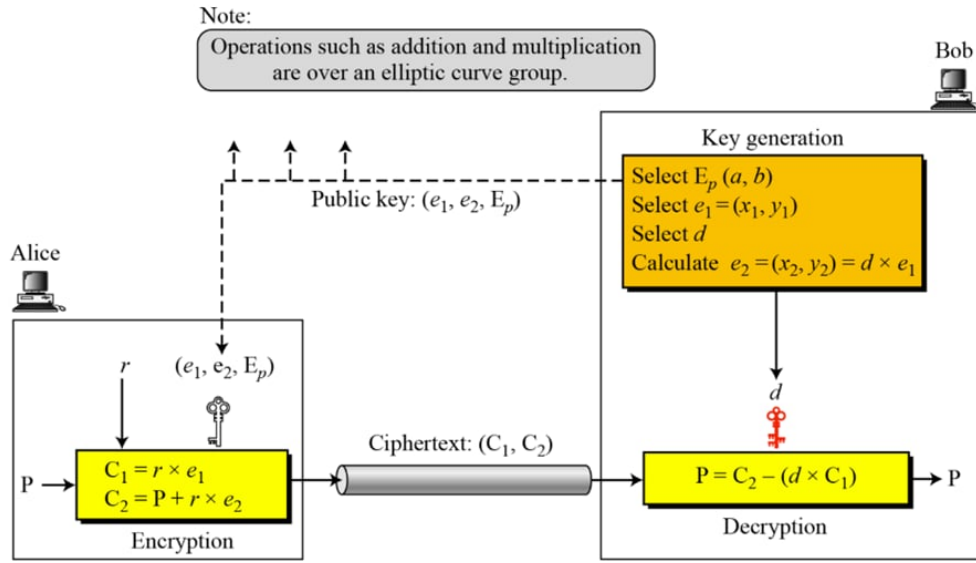 Note:
Operations such as addition and multiplication
are over an elliptic curve group.
Bob
Key generation
Select Eₚ (a, b)
Select e₁ = (x₁, y₁)
Select d
Calculate e₂ = (x₂, y₂) = d × e₁
Public key: (e₁, e₂, Eₚ)
Alice
r
(e₁, e₂, Eₚ)
d
Ciphertext: (C₁, C₂)
P
C₁ = r × e₁
C₂ = P + r × e₂
P = C₂ – (d × C₁)
P
Encryption
Decryption